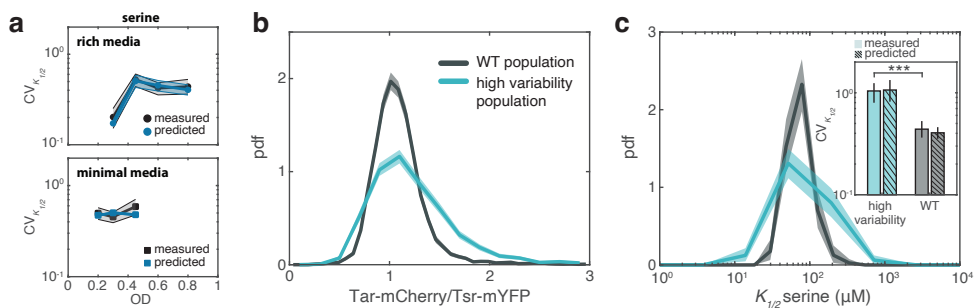 a
serine
rich media
CV K1/2
10^0
10^-1
measured
predicted
minimal media
CV K1/2
10^0
10^-1
measured
predicted
0 0.2 0.4 0.6 0.8 1
OD
b
pdf
2
1
0
WT population
high variability
population
0 1 2 3
Tar-mCherry/Tsr-mYFP
c
pdf
3
2
1
0
10^0 10^1 10^2 10^3 10^4
K1/2 serine (μM)
measured
predicted
***
CV K1/2
10^0
10^-1
high
variability
WT